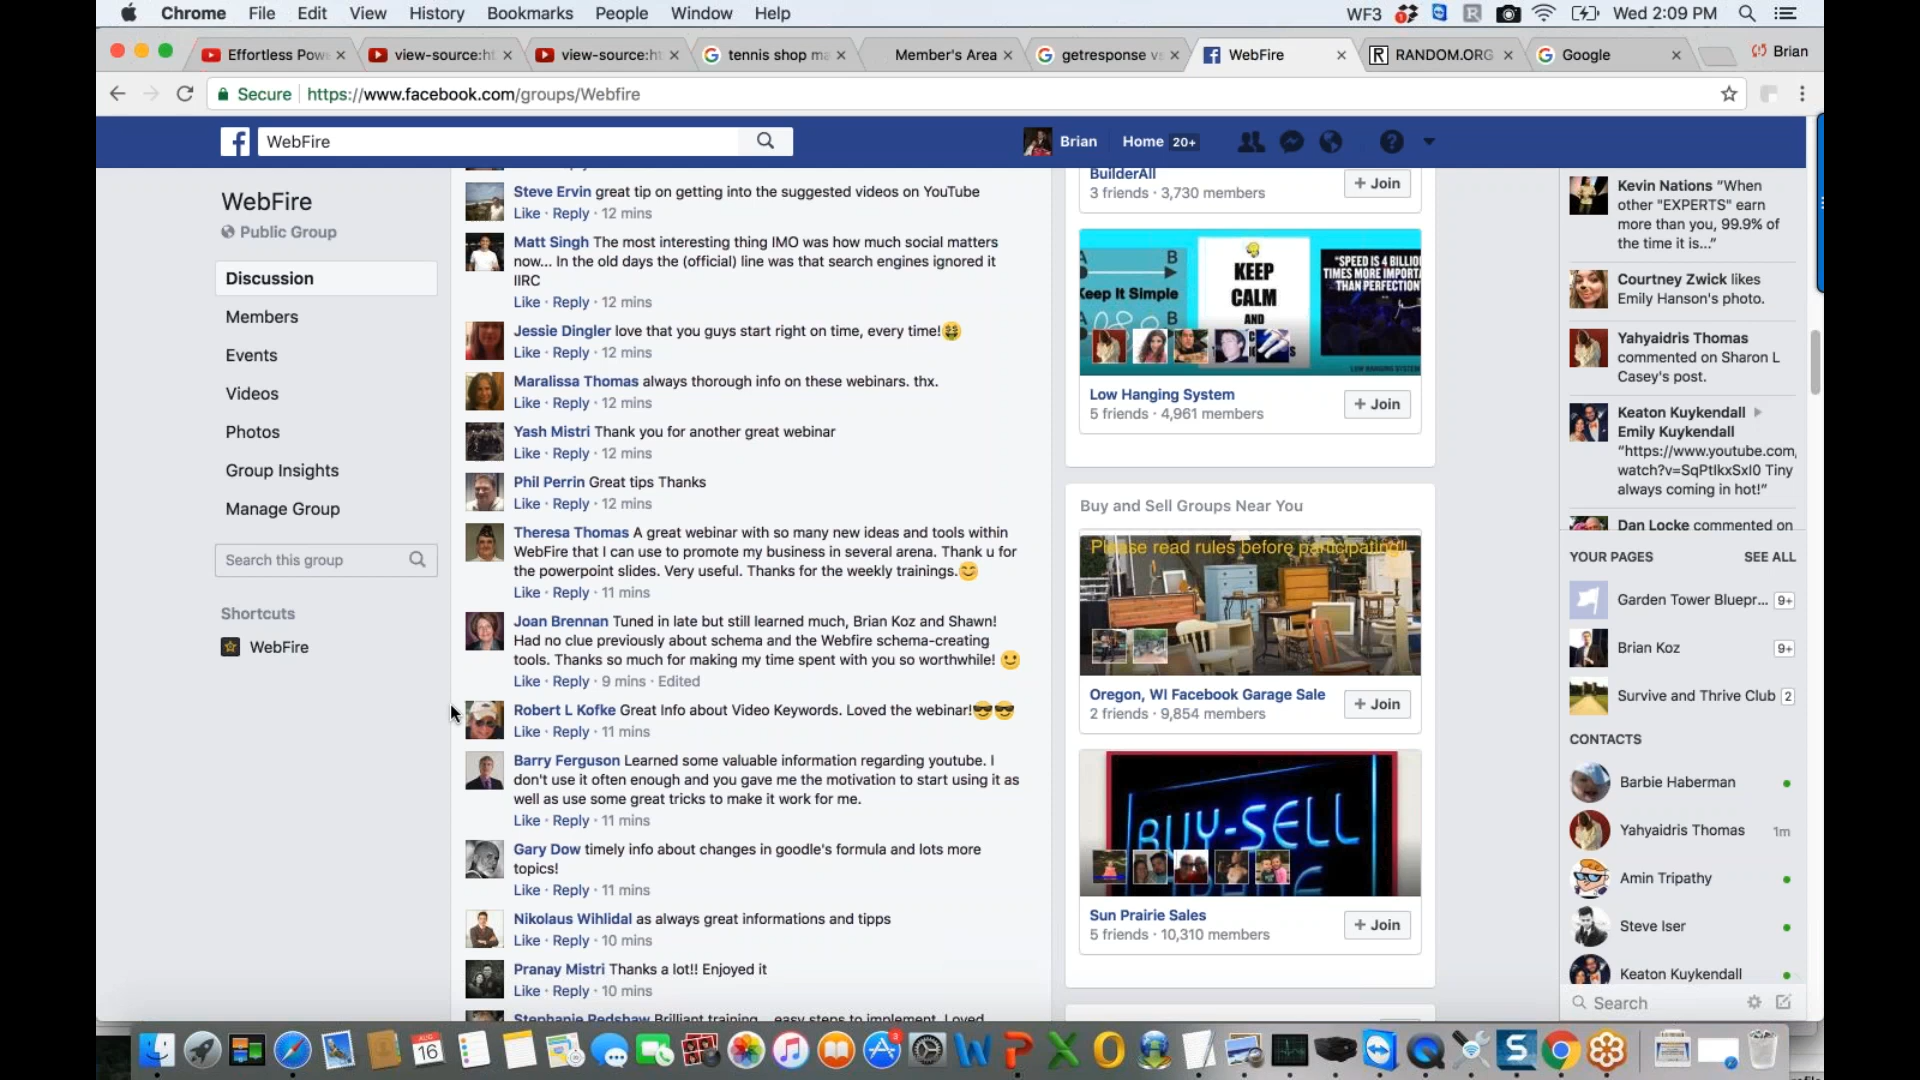 Chrome File Edit View History Bookmarks People Window Help
WF3 Wed 2:09 PM
Effortless Pow view-source:ht view-source:ht tennis shop ma Member's Area getresponse vs WebFire RANDOM.ORG Google Brian
Secure https://www.facebook.com/groups/Webfire
WebFire
Brian Home 20+
WebFire
Public Group
Discussion
Members
Events
Videos
Photos
Group Insights
Manage Group
Search this group
Shortcuts
WebFire
Steve Ervin great tip on getting into the suggested videos on YouTube
Like · Reply · 12 mins
Matt Singh The most interesting thing IMO was how much social matters
now... In the old days the (official) line was that search engines ignored it
IIRC
Like · Reply · 12 mins
Jessie Dingler love that you guys start right on time, every time!🤑
Like · Reply · 12 mins
Maralissa Thomas always thorough info on these webinars. thx.
Like · Reply · 12 mins
Yash Mistri Thank you for another great webinar
Like · Reply · 12 mins
Phil Perrin Great tips Thanks
Like · Reply · 12 mins
Theresa Thomas A great webinar with so many new ideas and tools within
WebFire that I can use to promote my business in several arena. Thank u for
the powerpoint slides. Very useful. Thanks for the weekly trainings.😊
Like · Reply · 11 mins
Joan Brennan Tuned in late but still learned much, Brian Koz and Shawn!
Had no clue previously about schema and the Webfire schema-creating
tools. Thanks so much for making my time spent with you so worthwhile! 🙂
Like · Reply · 9 mins · Edited
Robert L Kofke Great Info about Video Keywords. Loved the webinar!😎😎
Like · Reply · 11 mins
Barry Ferguson Learned some valuable information regarding youtube. I
don't use it often enough and you gave me the motivation to start using it as
well as use some great tricks to make it work for me.
Like · Reply · 11 mins
Gary Dow timely info about changes in goodle's formula and lots more
topics!
Like · Reply · 11 mins
Nikolaus Wihlidal as always great informations and tipps
Like · Reply · 10 mins
Pranay Mistri Thanks a lot!! Enjoyed it
Like · Reply · 10 mins
Stephanie Redshaw Brilliant training... easy steps to implement. Loved
BuilderAll
3 friends · 3,730 members
+ Join
A B
Keep It Simple
A B
KEEP
CALM
AND
"SPEED IS 4 BILLIO
TIMES MORE IMPORTA
THAN PERFECTION
LOW HANGING SYSTEM
Low Hanging System
5 friends · 4,961 members
+ Join
Buy and Sell Groups Near You
Please read rules before participating!!
Oregon, WI Facebook Garage Sale
2 friends · 9,854 members
+ Join
BUY-SELL
Sun Prairie Sales
5 friends · 10,310 members
+ Join
Kevin Nations "When
other "EXPERTS" earn
more than you, 99.9% of
the time it is..."
Courtney Zwick likes
Emily Hanson's photo.
Yahyaidris Thomas
commented on Sharon L
Casey's post.
Keaton Kuykendall
Emily Kuykendall
"https://www.youtube.com,
watch?v=SqPtIkxSxI0 Tiny
always coming in hot!"
Dan Locke commented on
YOUR PAGES SEE ALL
Garden Tower Bluepr... 9+
Brian Koz 9+
Survive and Thrive Club 2
CONTACTS
Barbie Haberman
Yahyaidris Thomas 1m
Amin Tripathy
Steve Iser
Keaton Kuykendall
Search
AUG
16
3